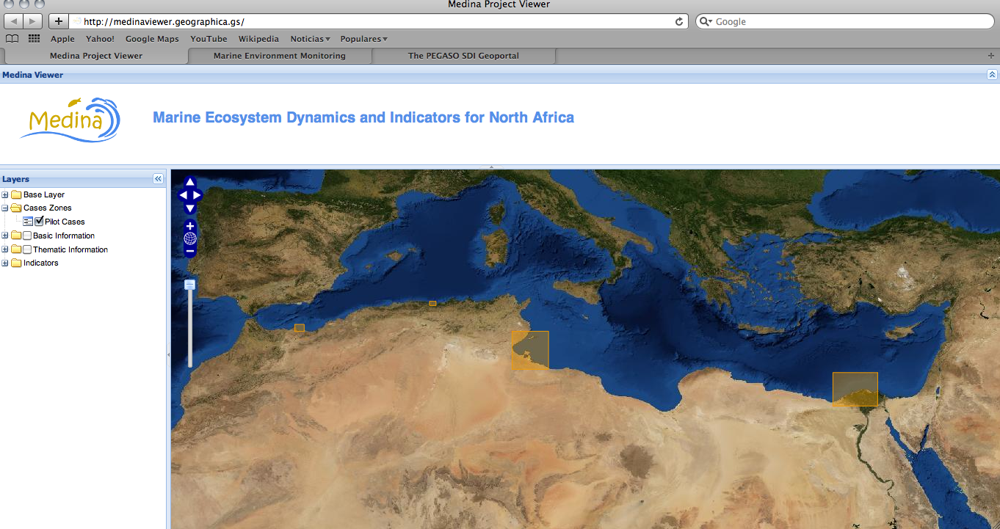 Medina Project Viewer
http://medinaviewer.geographica.gs/
Google
Apple Yahoo! Google Maps YouTube Wikipedia Noticias Populares
Medina Project Viewer Marine Environment Monitoring The PEGASO SDI Geoportal
Medina Viewer
Medina
Marine Ecosystem Dynamics and Indicators for North Africa
Layers
Base Layer
Cases Zones
Pilot Cases
Basic Information
Thematic Information
Indicators